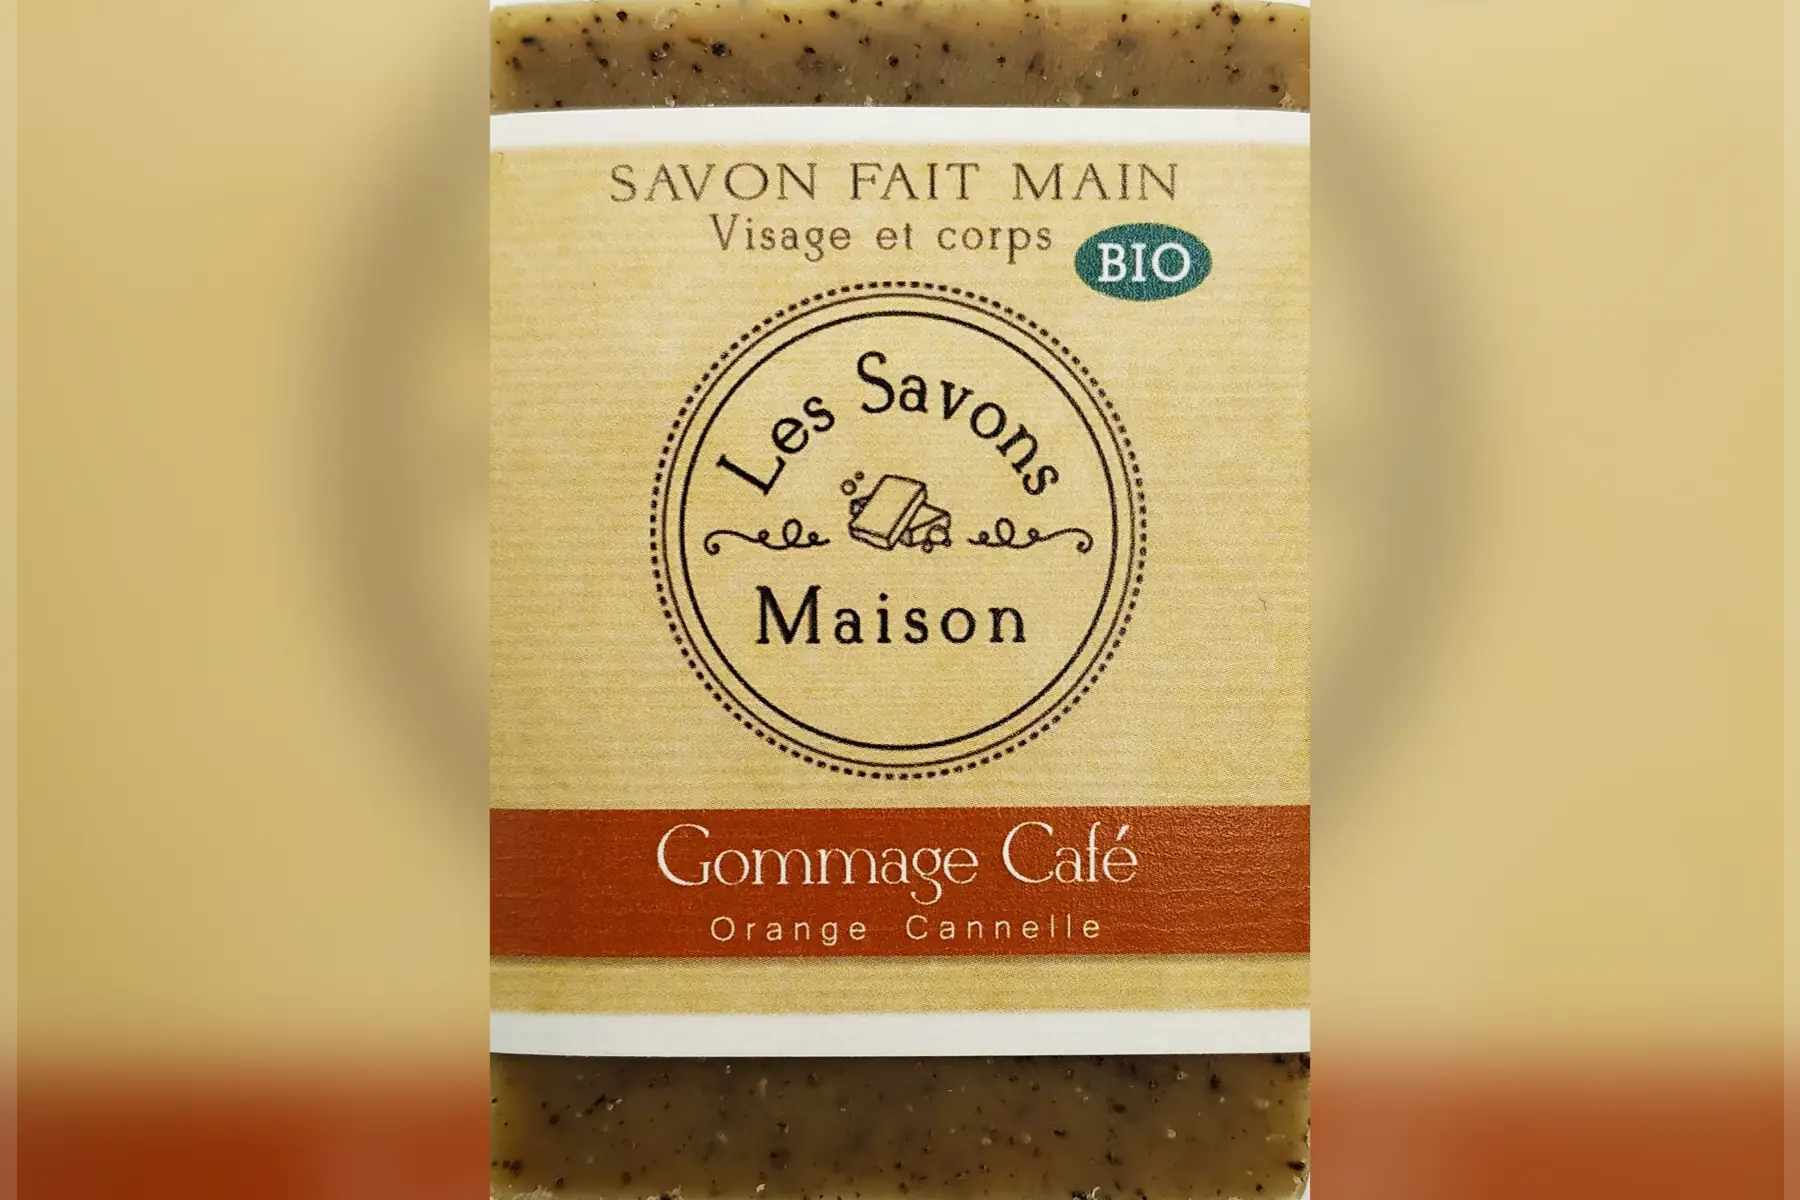 SAVON FAIT MAIN
Visage et corps
BIO
Les Savons
Maison
Gommage Café
Orange Cannelle